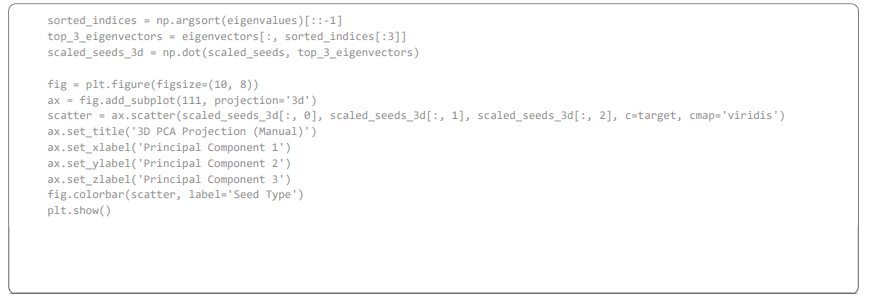 sorted_indices = np.argsort(eigenvalues)[::-1]
top_3_eigenvectors = eigenvectors[:, sorted_indices[:3]]
scaled_seeds_3d = np.dot(scaled_seeds, top_3_eigenvectors)

fig = plt.figure(figsize=(10, 8))
ax = fig.add_subplot(111, projection='3d')
scatter = ax.scatter(scaled_seeds_3d[:, 0], scaled_seeds_3d[:, 1], scaled_seeds_3d[:, 2], c=target, cmap='viridis')
ax.set_title('3D PCA Projection (Manual)')
ax.set_xlabel('Principal Component 1')
ax.set_ylabel('Principal Component 2')
ax.set_zlabel('Principal Component 3')
fig.colorbar(scatter, label='Seed Type')
plt.show()